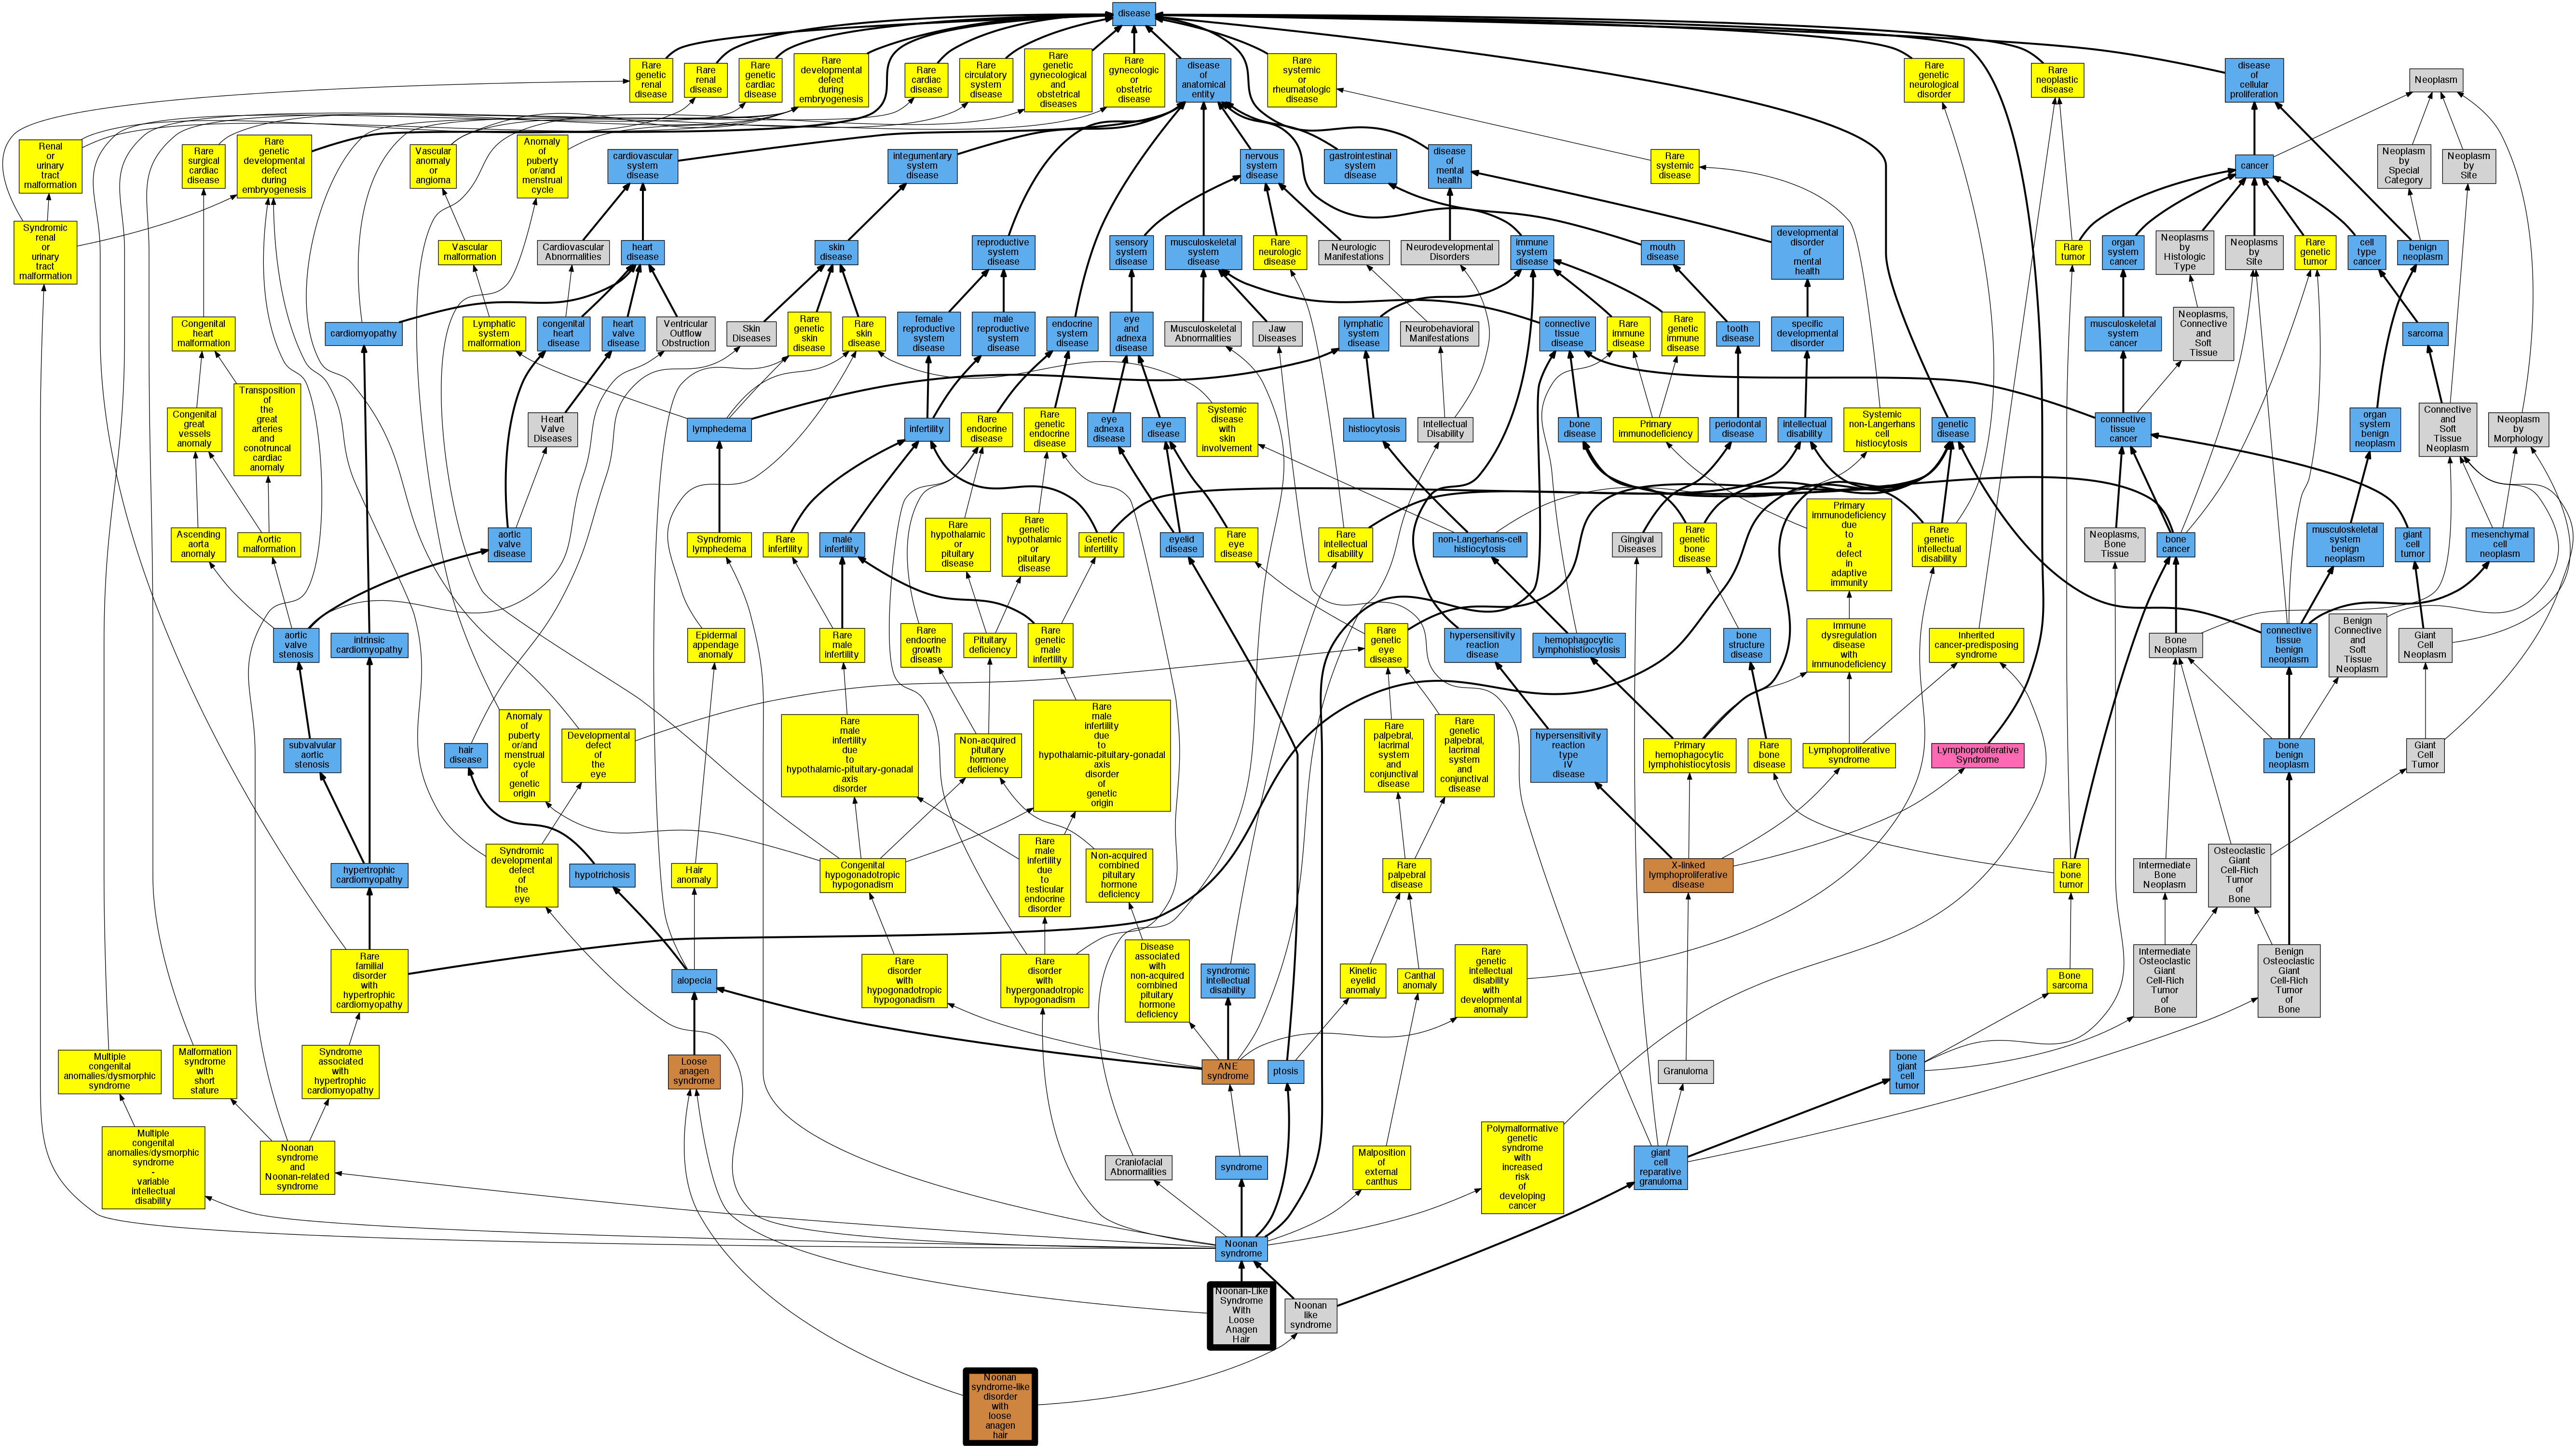 disease
Rare
genetic
renal
disease
Rare
renal
disease
Rare
genetic
cardiac
disease
Rare
developmental
defect
during
embryogenesis
Rare
cardiac
disease
Rare
circulatory
system
disease
Rare
genetic
gynecological
and
obstetrical
diseases
Rare
gynecologic
or
obstetric
disease
disease
of
anatomical
entity
Rare
systemic
or
rheumatologic
disease
Rare
genetic
neurological
disorder
Rare
neoplastic
disease
disease
of
cellular
proliferation
Neoplasm
Renal
or
urinary
tract
malformation
Rare
surgical
cardiac
disease
Rare
genetic
developmental
defect
during
embryogenesis
Vascular
anomaly
or
angioma
Anomaly
of
puberty
or/and
menstrual
cycle
cardiovascular
system
disease
integumentary
system
disease
nervous
system
disease
gastrointestinal
system
disease
disease
of
mental
health
Rare
systemic
disease
cancer
Neoplasm
by
Special
Category
Neoplasm
by
Site
Syndromic
renal
or
urinary
tract
malformation
Vascular
malformation
Cardiovascular
Abnormalities
heart
disease
skin
disease
reproductive
system
disease
sensory
system
disease
musculoskeletal
system
disease
Rare
neurologic
disease
Neurologic
Manifestations
Neurodevelopmental
Disorders
immune
system
disease
mouth
disease
developmental
disorder
of
mental
health
Rare
tumor
organ
system
cancer
Neoplasms
by
Histologic
Type
Neoplasms
by
Site
Rare
genetic
tumor
cell
type
cancer
benign
neoplasm
Congenital
heart
malformation
cardiomyopathy
Lymphatic
system
malformation
congenital
heart
disease
heart
valve
disease
Ventricular
Outflow
Obstruction
Skin
Diseases
Rare
genetic
skin
disease
Rare
skin
disease
female
reproductive
system
disease
male
reproductive
system
disease
endocrine
system
disease
eye
and
adnexa
disease
Musculoskeletal
Abnormalities
Jaw
Diseases
lymphatic
system
disease
Neurobehavioral
Manifestations
connective
tissue
disease
Rare
immune
disease
Rare
genetic
immune
disease
tooth
disease
specific
developmental
disorder
musculoskeletal
system
cancer
Neoplasms,
Connective
and
Soft
Tissue
sarcoma
Congenital
great
vessels
anomaly
Transposition
of
the
great
arteries
and
conotruncal
cardiac
anomaly
Heart
Valve
Diseases
lymphedema
infertility
Rare
endocrine
disease
Rare
genetic
endocrine
disease
eye
adnexa
disease
eye
disease
Systemic
disease
with
skin
involvement
histiocytosis
Intellectual
Disability
bone
disease
Primary
immunodeficiency
periodontal
disease
intellectual
disability
Systemic
non-Langerhans
cell
histiocytosis
genetic
disease
connective
tissue
cancer
organ
system
benign
neoplasm
Connective
and
Soft
Tissue
Neoplasm
Neoplasm
by
Morphology
Ascending
aorta
anomaly
Aortic
malformation
aortic
valve
disease
Syndromic
lymphedema
Rare
infertility
male
infertility
Rare
hypothalamic
or
pituitary
disease
Rare
genetic
hypothalamic
or
pituitary
disease
Genetic
infertility
eyelid
disease
Rare
eye
disease
Rare
intellectual
disability
non-Langerhans-cell
histiocytosis
Gingival
Diseases
Rare
genetic
bone
disease
Primary
immunodeficiency
due
to
a
defect
in
adaptive
immunity
Rare
genetic
intellectual
disability
Neoplasms,
Bone
Tissue
bone
cancer
musculoskeletal
system
benign
neoplasm
giant
cell
tumor
mesenchymal
cell
neoplasm
aortic
valve
stenosis
intrinsic
cardiomyopathy
Epidermal
appendage
anomaly
Rare
male
infertility
Rare
endocrine
growth
disease
Pituitary
deficiency
Rare
genetic
male
infertility
Rare
genetic
eye
disease
hypersensitivity
reaction
disease
hemophagocytic
lymphohistiocytosis
bone
structure
disease
Immune
dysregulation
disease
with
immunodeficiency
Inherited
cancer-predisposing
syndrome
Bone
Neoplasm
connective
tissue
benign
neoplasm
Benign
Connective
and
Soft
Tissue
Neoplasm
Giant
Cell
Neoplasm
subvalvular
aortic
stenosis
hair
disease
Anomaly
of
puberty
or/and
menstrual
cycle
of
genetic
origin
Developmental
defect
of
the
eye
Rare
male
infertility
due
to
hypothalamic-pituitary-gonadal
axis
disorder
Non-acquired
pituitary
hormone
deficiency
Rare
male
infertility
due
to
hypothalamic-pituitary-gonadal
axis
disorder
of
genetic
origin
Rare
palpebral,
lacrimal
system
and
conjunctival
disease
Rare
genetic
palpebral,
lacrimal
system
and
conjunctival
disease
hypersensitivity
reaction
type
IV
disease
Primary
hemophagocytic
lymphohistiocytosis
Rare
bone
disease
Lymphoproliferative
syndrome
Lymphoproliferative
Syndrome
bone
benign
neoplasm
Giant
Cell
Tumor
hypertrophic
cardiomyopathy
Syndromic
developmental
defect
of
the
eye
hypotrichosis
Hair
anomaly
Congenital
hypogonadotropic
hypogonadism
Rare
male
infertility
due
to
testicular
endocrine
disorder
Non-acquired
combined
pituitary
hormone
deficiency
Rare
palpebral
disease
X-linked
lymphoproliferative
disease
Rare
bone
tumor
Intermediate
Bone
Neoplasm
Osteoclastic
Giant
Cell-Rich
Tumor
of
Bone
Rare
familial
disorder
with
hypertrophic
cardiomyopathy
alopecia
Rare
disorder
with
hypogonadotropic
hypogonadism
Rare
disorder
with
hypergonadotropic
hypogonadism
Disease
associated
with
non-acquired
combined
pituitary
hormone
deficiency
syndromic
intellectual
disability
Kinetic
eyelid
anomaly
Canthal
anomaly
Rare
genetic
intellectual
disability
with
developmental
anomaly
Bone
sarcoma
Intermediate
Osteoclastic
Giant
Cell-Rich
Tumor
of
Bone
Benign
Osteoclastic
Giant
Cell-Rich
Tumor
of
Bone
Multiple
congenital
anomalies/dysmorphic
syndrome
Malformation
syndrome
with
short
stature
Syndrome
associated
with
hypertrophic
cardiomyopathy
Loose
anagen
syndrome
ANE
syndrome
ptosis
Granuloma
bone
giant
cell
tumor
Multiple
congenital
anomalies/dysmorphic
syndrome
-
variable
intellectual
disability
Noonan
syndrome
and
Noonan-related
syndrome
Craniofacial
Abnormalities
syndrome
Malposition
of
external
canthus
Polymalformative
genetic
syndrome
with
increased
risk
of
developing
cancer
giant
cell
reparative
granuloma
Noonan
syndrome
Noonan-Like
Syndrome
With
Loose
Anagen
Hair
Noonan
like
syndrome
Noonan
syndrome-like
disorder
with
loose
anagen
hair